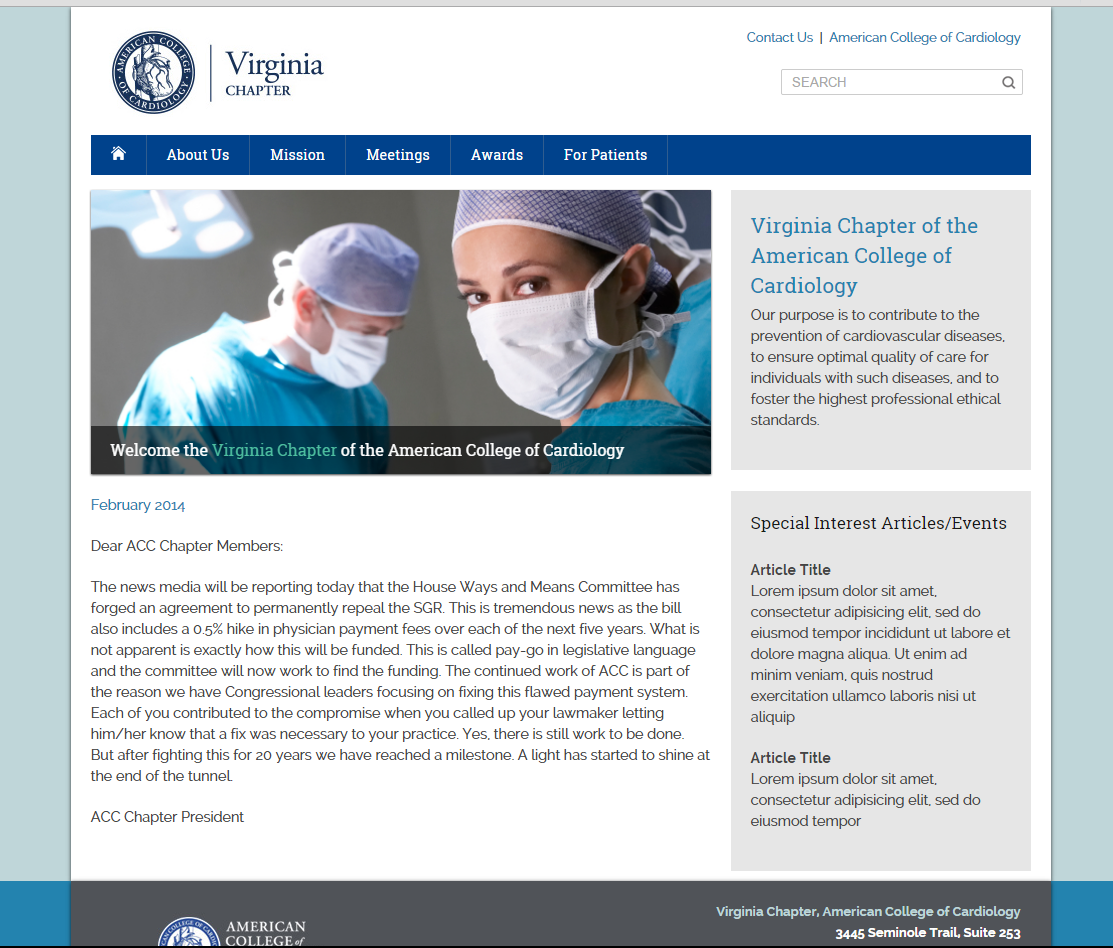 AMERICAN COLLEGE OF CARDIOLOGY
Virginia
CHAPTER
Contact Us | American College of Cardiology
SEARCH
About Us
Mission
Meetings
Awards
For Patients
Welcome the Virginia Chapter of the American College of Cardiology
February 2014
Dear ACC Chapter Members:
The news media will be reporting today that the House Ways and Means Committee has
forged an agreement to permanently repeal the SGR. This is tremendous news as the bill
also includes a 0.5% hike in physician payment fees over each of the next five years. What is
not apparent is exactly how this will be funded. This is called pay-go in legislative language
and the committee will now work to find the funding. The continued work of ACC is part of
the reason we have Congressional leaders focusing on fixing this flawed payment system.
Each of you contributed to the compromise when you called up your lawmaker letting
him/her know that a fix was necessary to your practice. Yes, there is still work to be done.
But after fighting this for 20 years we have reached a milestone. A light has started to shine at
the end of the tunnel.
ACC Chapter President
Virginia Chapter of the
American College of
Cardiology
Our purpose is to contribute to the
prevention of cardiovascular diseases,
to ensure optimal quality of care for
individuals with such diseases, and to
foster the highest professional ethical
standards.
Special Interest Articles/Events
Article Title
Lorem ipsum dolor sit amet,
consectetur adipisicing elit, sed do
eiusmod tempor incididunt ut labore et
dolore magna aliqua. Ut enim ad
minim veniam, quis nostrud
exercitation ullamco laboris nisi ut
aliquip
Article Title
Lorem ipsum dolor sit amet,
consectetur adipisicing elit, sed do
eiusmod tempor
AMERICAN
COLLEGE of
Virginia Chapter, American College of Cardiology
3445 Seminole Trail, Suite 253